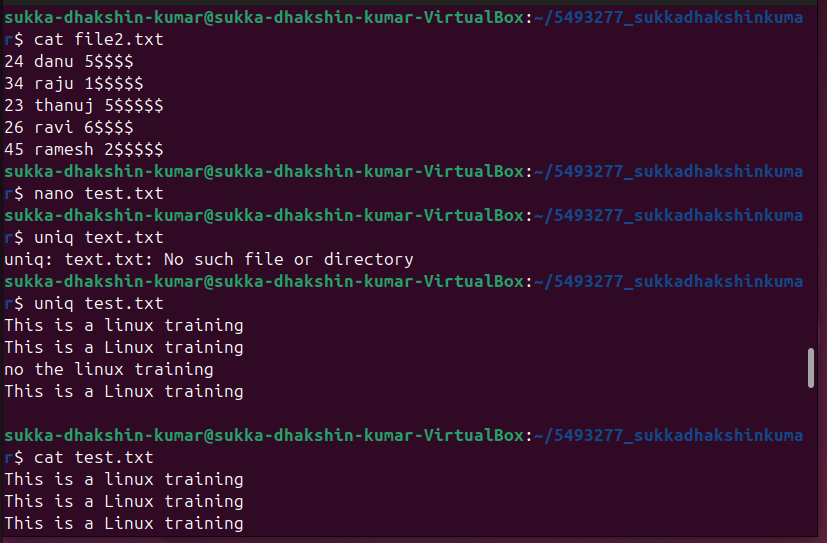 sukka-dhakshin-kumar@sukka-dhakshin-kumar-VirtualBox:~/5493277_sukkadhakshinkuma
r$ cat file2.txt
24 danu 5$$$$
34 raju 1$$$$$
23 thanuj 5$$$$$
26 ravi 6$$$$
45 ramesh 2$$$$$
sukka-dhakshin-kumar@sukka-dhakshin-kumar-VirtualBox:~/5493277_sukkadhakshinkuma
r$ nano test.txt
sukka-dhakshin-kumar@sukka-dhakshin-kumar-VirtualBox:~/5493277_sukkadhakshinkuma
r$ uniq text.txt
uniq: text.txt: No such file or directory
sukka-dhakshin-kumar@sukka-dhakshin-kumar-VirtualBox:~/5493277_sukkadhakshinkuma
r$ uniq test.txt
This is a linux training
This is a Linux training
no the linux training
This is a Linux training
sukka-dhakshin-kumar@sukka-dhakshin-kumar-VirtualBox:~/5493277_sukkadhakshinkuma
r$ cat test.txt
This is a linux training
This is a Linux training
This is a Linux training